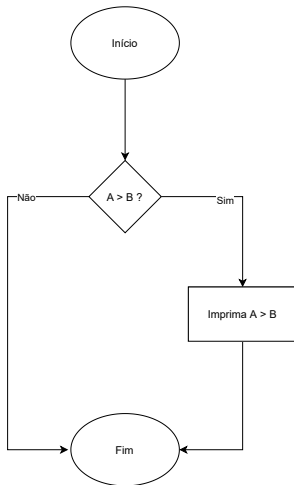 Início
A > B ?
Não
Sim
Imprima A > B
Fim